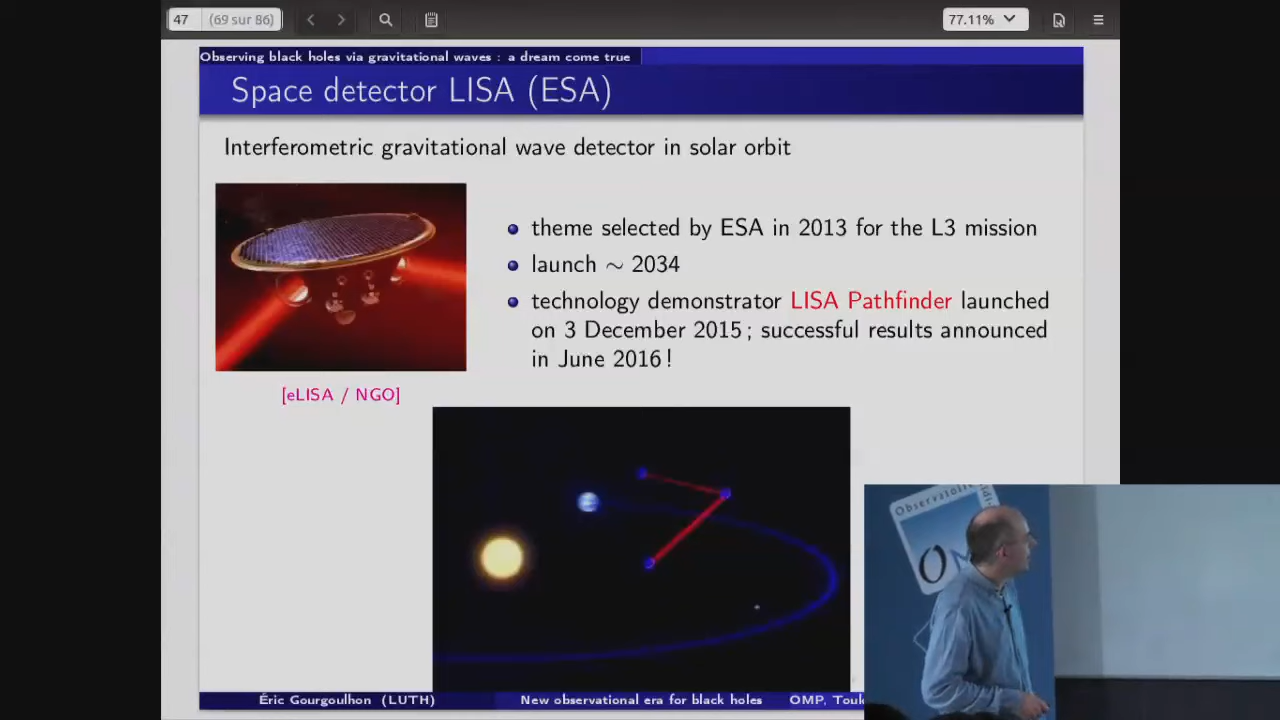 47 (69 sur 86)
77.11%
Observing black holes via gravitational waves : a dream come true
Space detector LISA (ESA)
Interferometric gravitational wave detector in solar orbit
theme selected by ESA in 2013 for the L3 mission
launch ∼ 2034
technology demonstrator LISA Pathfinder launched
on 3 December 2015 ; successful results announced
in June 2016 !
[eLISA / NGO]
Observatoire
Éric Gourgoulhon (LUTH) New observational era for black holes OMP,